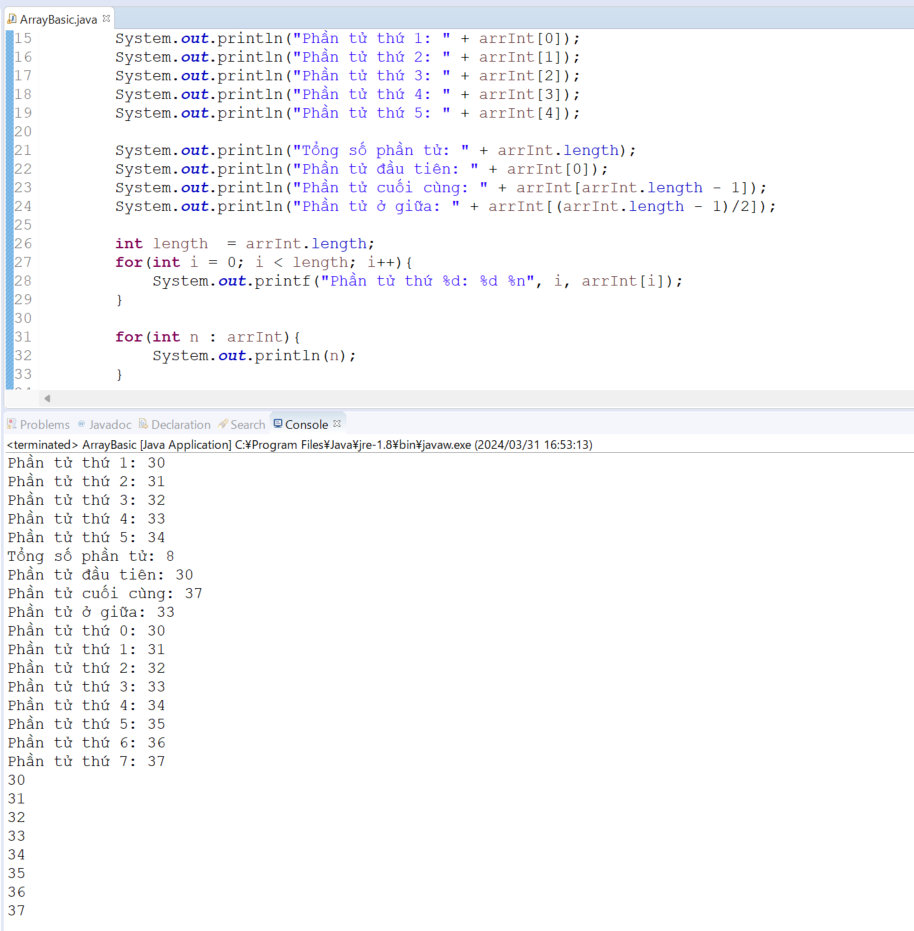 ArrayBasic.java
15 System.out.println("Phần tử thứ 1: " + arrInt[0]);
16 System.out.println("Phần tử thứ 2: " + arrInt[1]);
17 System.out.println("Phần tử thứ 3: " + arrInt[2]);
18 System.out.println("Phần tử thứ 4: " + arrInt[3]);
19 System.out.println("Phần tử thứ 5: " + arrInt[4]);
20
21 System.out.println("Tổng số phần tử: " + arrInt.length);
22 System.out.println("Phần tử đầu tiên: " + arrInt[0]);
23 System.out.println("Phần tử cuối cùng: " + arrInt[arrInt.length - 1]);
24 System.out.println("Phần tử ở giữa: " + arrInt[(arrInt.length - 1)/2]);
25
26 int length  = arrInt.length;
27 for(int i = 0; i < length; i++){
28 System.out.printf("Phần tử thứ %d: %d %n", i, arrInt[i]);
29 }
30
31 for(int n : arrInt){
32 System.out.println(n);
33 }
Problems Javadoc Declaration Search Console
<terminated> ArrayBasic [Java Application] C:¥Program Files¥Java¥jre-1.8¥bin¥javaw.exe (2024/03/31 16:53:13)
Phần tử thứ 1: 30
Phần tử thứ 2: 31
Phần tử thứ 3: 32
Phần tử thứ 4: 33
Phần tử thứ 5: 34
Tổng số phần tử: 8
Phần tử đầu tiên: 30
Phần tử cuối cùng: 37
Phần tử ở giữa: 33
Phần tử thứ 0: 30
Phần tử thứ 1: 31
Phần tử thứ 2: 32
Phần tử thứ 3: 33
Phần tử thứ 4: 34
Phần tử thứ 5: 35
Phần tử thứ 6: 36
Phần tử thứ 7: 37
30
31
32
33
34
35
36
37